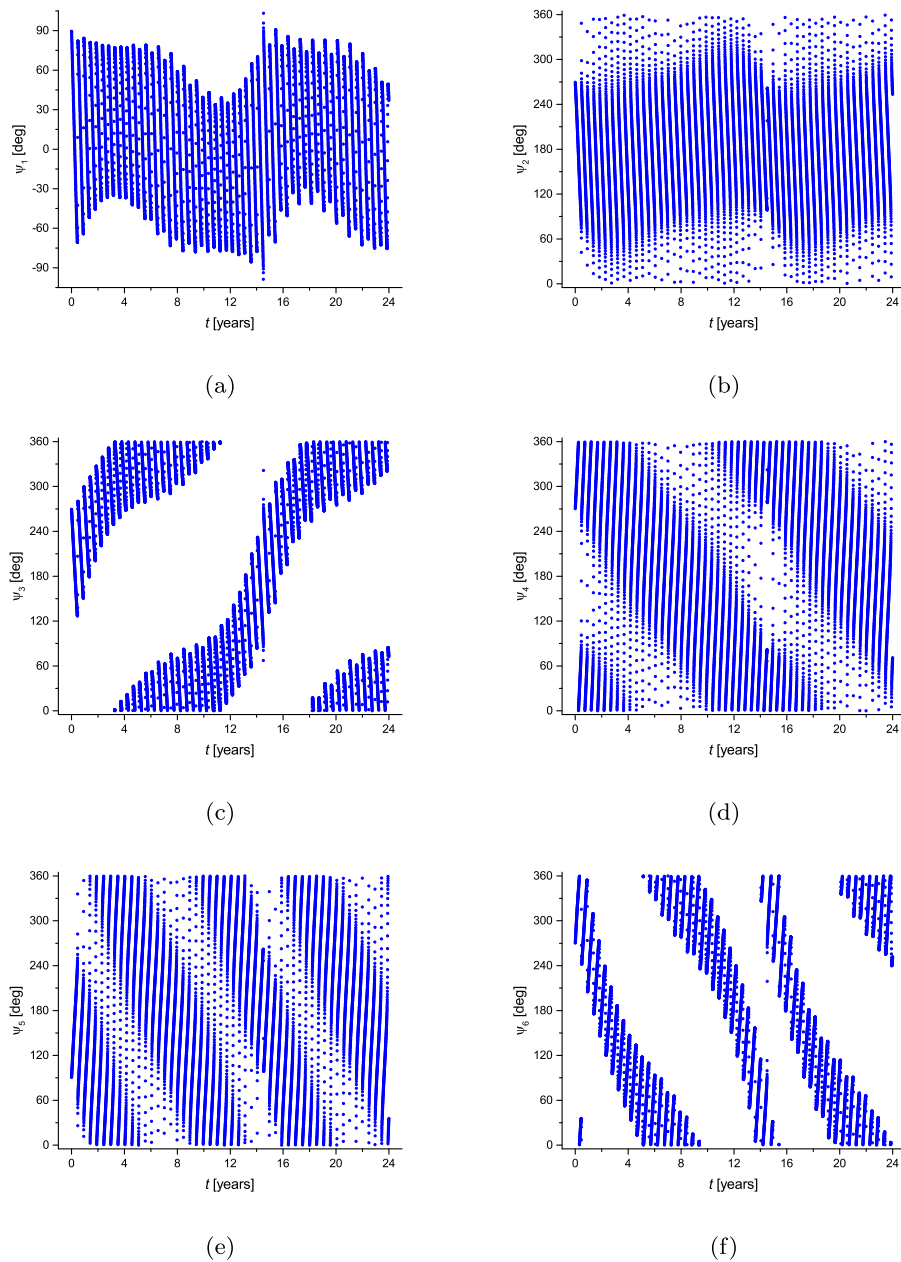 90
60
30
0
-30
-60
-90
ψ1 [deg]
0 4 8 12 16 20 24
t [years]
(a)
360
300
240
180
120
60
0
ψ2 [deg]
0 4 8 12 16 20 24
t [years]
(b)
360
300
240
180
120
60
0
ψ3 [deg]
0 4 8 12 16 20 24
t [years]
(c)
360
300
240
180
120
60
0
ψ4 [deg]
0 4 8 12 16 20 24
t [years]
(d)
360
300
240
180
120
60
0
ψ5 [deg]
0 4 8 12 16 20 24
t [years]
(e)
360
300
240
180
120
60
0
ψ6 [deg]
0 4 8 12 16 20 24
t [years]
(f)